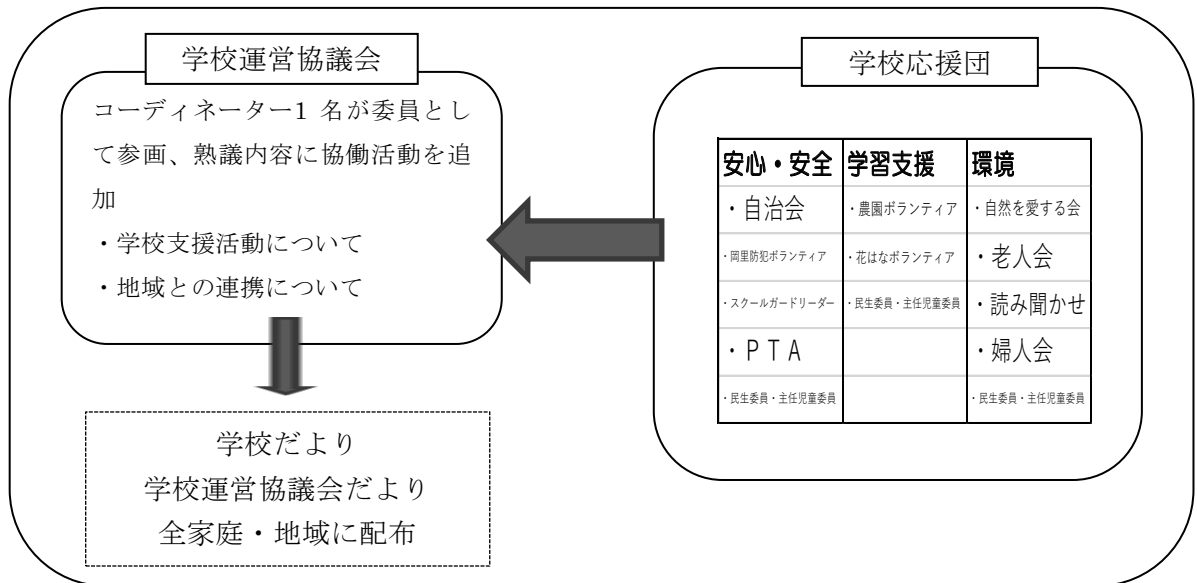 学校運営協議会
コーディネーター1 名が委員とし
て参画、熟議内容に協働活動を追
加
・学校支援活動について
・地域との連携について
学校だより
学校運営協議会だより
全家庭・地域に配布
学校応援団
安心・安全 学習支援 環境
・自治会 ・農園ボランティア ・自然を愛する会
・岡里防犯ボランティア ・花はなボランティア ・老人会
・スクールガードリーダー ・民生委員・主任児童委員 ・読み聞かせ
・ＰＴＡ ・婦人会
・民生委員・主任児童委員 ・民生委員・主任児童委員